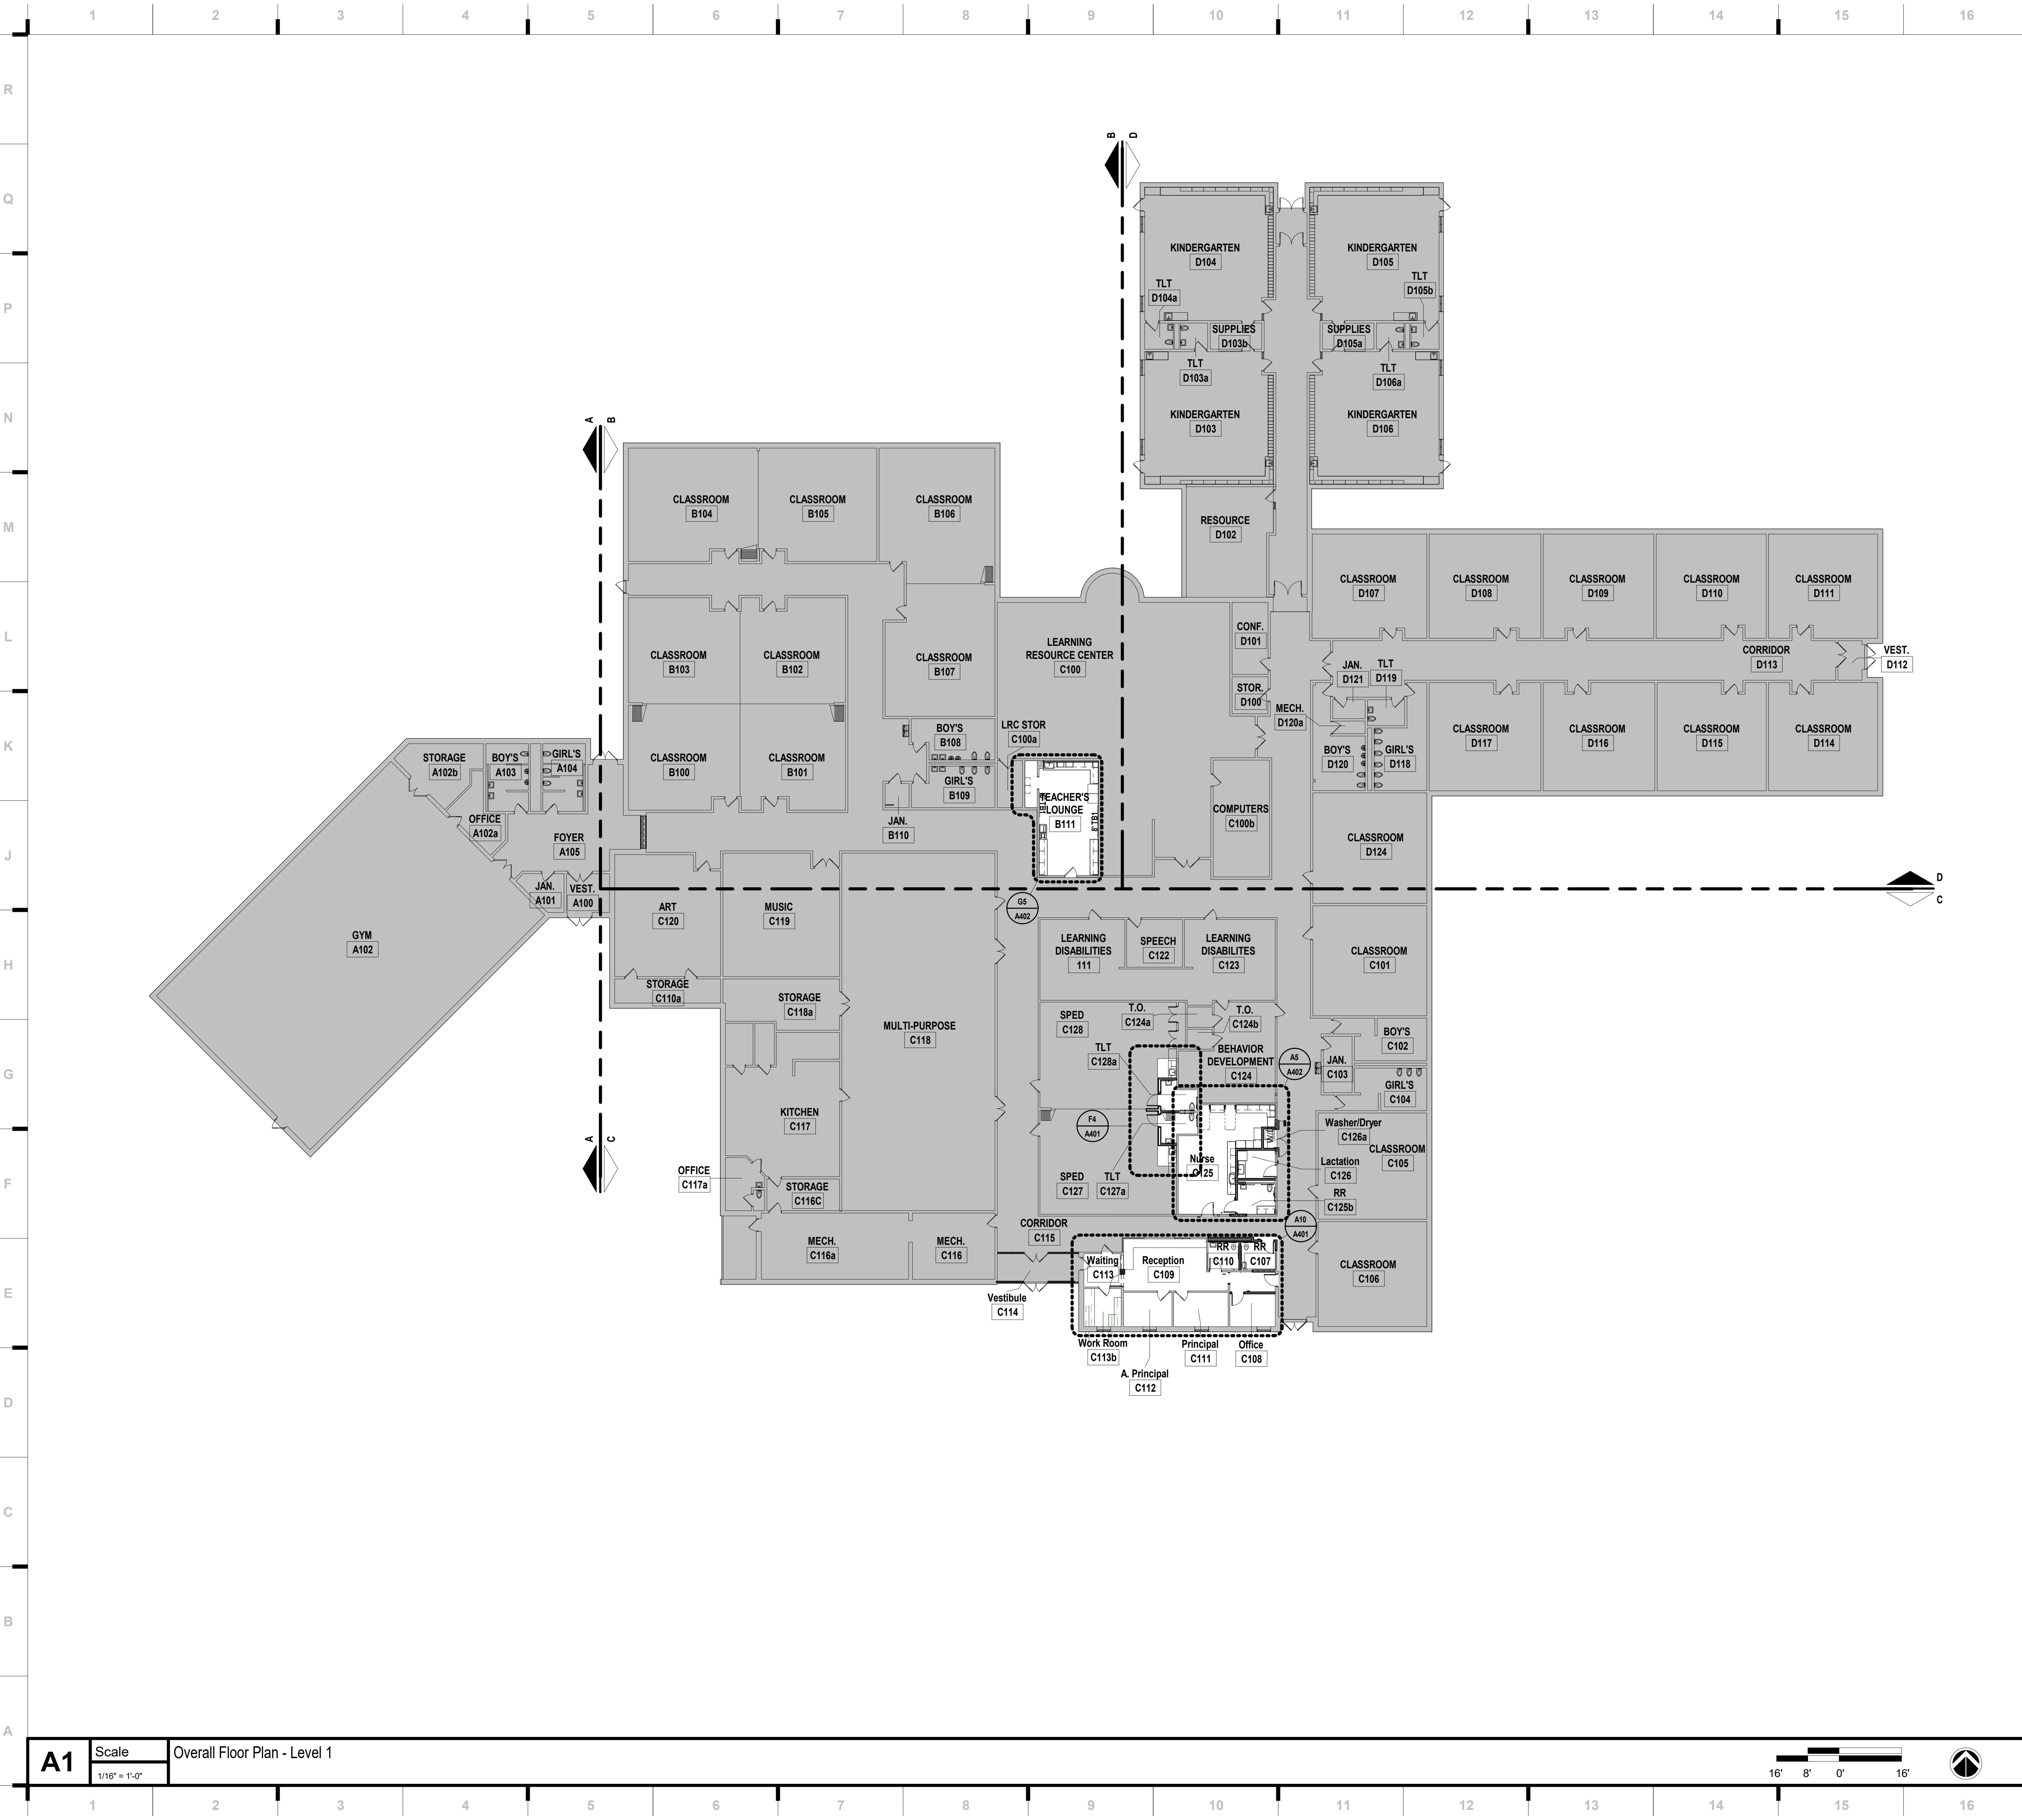 1 2 3 4 5 6 7 8 9 10 11 12 13 14 15 16
R
Q
P
N
M
L
K
J
H
G
F
E
D
C
B
A
B
D
KINDERGARTEN
D104
KINDERGARTEN
D105
TLT
D104a
TLT
D105b
SUPPLIES
D103b
SUPPLIES
D105a
TLT
D103a
TLT
D106a
KINDERGARTEN
D103
KINDERGARTEN
D106
A
B
CLASSROOM
B104
CLASSROOM
B105
CLASSROOM
B106
RESOURCE
D102
CLASSROOM
D107
CLASSROOM
D108
CLASSROOM
D109
CLASSROOM
D110
CLASSROOM
D111
CLASSROOM
B103
CLASSROOM
B102
CLASSROOM
B107
LEARNING
RESOURCE CENTER
C100
CONF.
D101
STOR.
D100
CORRIDOR
D113
VEST.
D112
JAN.
D121
TLT
D119
MECH.
D120a
BOY'S
D120
GIRL'S
D118
CLASSROOM
D117
CLASSROOM
D116
CLASSROOM
D115
CLASSROOM
D114
LRC STOR
C100a
BOY'S
B108
GIRL'S
B109
JAN.
B110
CLASSROOM
B100
CLASSROOM
B101
STORAGE
A102b
BOY'S
A103
GIRL'S
A104
OFFICE
A102a
FOYER
A105
JAN.
A101
VEST.
A100
GYM
A102
TEACHER'S
LOUNGE
B111
8'TB1
COMPUTERS
C100b
CLASSROOM
D124
D
C
G5
A402
ART
C120
MUSIC
C119
LEARNING
DISABILITIES
111
SPEECH
C122
LEARNING
DISABILITES
C123
CLASSROOM
C101
STORAGE
C110a
STORAGE
C118a
MULTI-PURPOSE
C118
SPED
C128
T.O.
C124a
T.O.
C124b
TLT
C128a
BEHAVIOR
DEVELOPMENT
C124
A5
A402
BOY'S
C102
JAN.
C103
GIRL'S
C104
KITCHEN
C117
F4
A401
Washer/Dryer
C126a
W/D
CLASSROOM
C105
Lactation
C126
Nurse
C125
RR
C125b
A
C
OFFICE
C117a
STORAGE
C116C
SPED
C127
TLT
C127a
A10
A401
CORRIDOR
C115
MECH.
C116a
MECH.
C116
Waiting
C113
Reception
C109
RR
C110
RR
C107
CLASSROOM
C106
Vestibule
C114
Work Room
C113b
A. Principal
C112
Principal
C111
Office
C108
A1
Scale
1/16" = 1'-0"
Overall Floor Plan - Level 1
16' 8' 0' 16'
1 2 3 4 5 6 7 8 9 10 11 12 13 14 15 16